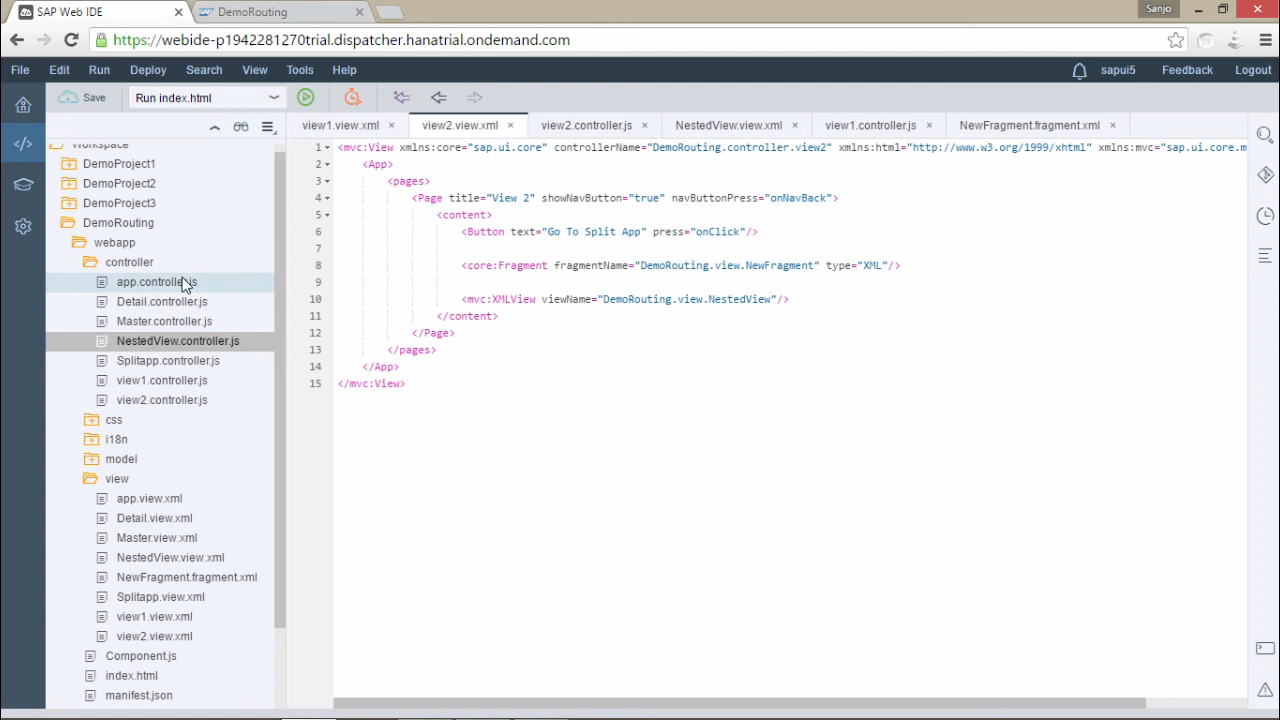 SAP Web IDE
DemoRouting
Sanjo
https://webide-p1942281270trial.dispatcher.hanatrial.ondemand.com
File Edit Run Deploy Search View Tools Help
sapui5 Feedback Logout
Save Run index.html
view1.view.xml view2.view.xml view2.controller.js NestedView.view.xml view1.controller.js NewFragment.fragment.xml
Workspace
DemoProject1
DemoProject2
DemoProject3
DemoRouting
webapp
controller
app.controller.js
Detail.controller.js
Master.controller.js
NestedView.controller.js
Splitapp.controller.js
view1.controller.js
view2.controller.js
css
i18n
model
view
app.view.xml
Detail.view.xml
Master.view.xml
NestedView.view.xml
NewFragment.fragment.xml
Splitapp.view.xml
view1.view.xml
view2.view.xml
Component.js
index.html
manifest.json
1 <mvc:View xmlns:core="sap.ui.core" controllerName="DemoRouting.controller.view2" xmlns:html="http://www.w3.org/1999/xhtml" xmlns:mvc="sap.ui.core.m
2 <App>
3 <pages>
4 <Page title="View 2" showNavButton="true" navButtonPress="onNavBack">
5 <content>
6 <Button text="Go To Split App" press="onClick"/>
7
8 <core:Fragment fragmentName="DemoRouting.view.NewFragment" type="XML"/>
9
10 <mvc:XMLView viewName="DemoRouting.view.NestedView"/>
11 </content>
12 </Page>
13 </pages>
14 </App>
15 </mvc:View>